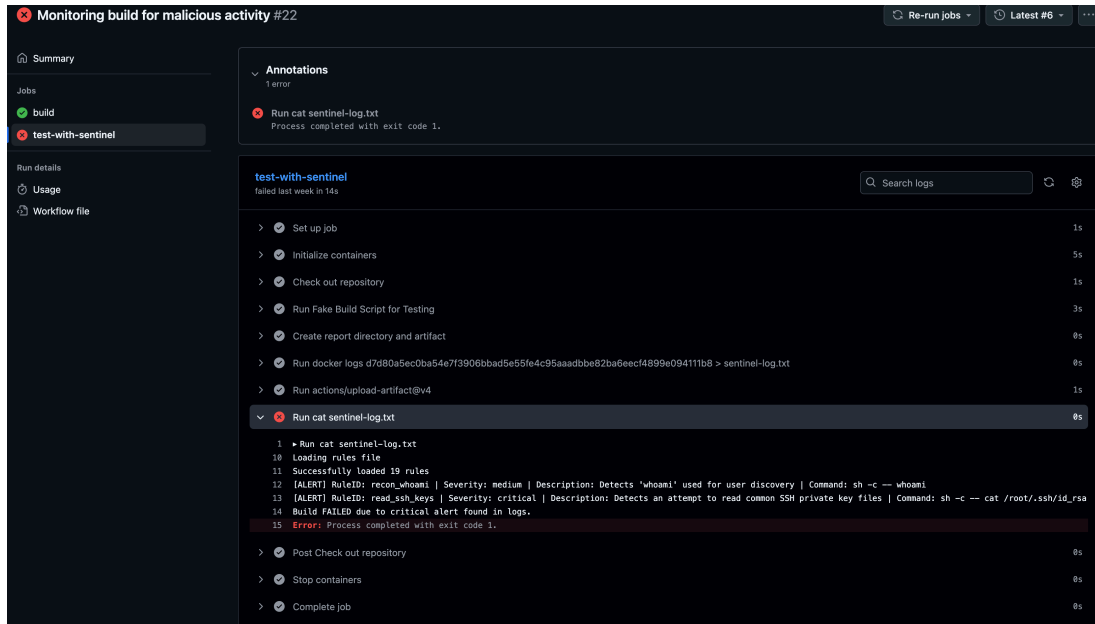 Monitoring build for malicious activity #22
Re-run jobs
Latest #6
Summary
Jobs
build
test-with-sentinel
Run details
Usage
Workflow file
Annotations
1 error
Run cat sentinel-log.txt
Process completed with exit code 1.
test-with-sentinel
failed last week in 14s
Search logs
Set up job 1s
Initialize containers 5s
Check out repository 1s
Run Fake Build Script for Testing 3s
Create report directory and artifact 0s
Run docker logs d7d80a5ec0ba54e7f3906bbad5e55fe4c95aaadbbe82ba6eecf4899e094111b8 > sentinel-log.txt 0s
Run actions/upload-artifact@v4 1s
Run cat sentinel-log.txt 0s
1 ▸ Run cat sentinel-log.txt
10 Loading rules file
11 Successfully loaded 19 rules
12 [ALERT] RuleID: recon_whoami | Severity: medium | Description: Detects 'whoami' used for user discovery | Command: sh -c -- whoami
13 [ALERT] RuleID: read_ssh_keys | Severity: critical | Description: Detects an attempt to read common SSH private key files | Command: sh -c -- cat /root/.ssh/id_rsa
14 Build FAILED due to critical alert found in logs.
15 Error: Process completed with exit code 1.
Post Check out repository 0s
Stop containers 0s
Complete job 0s